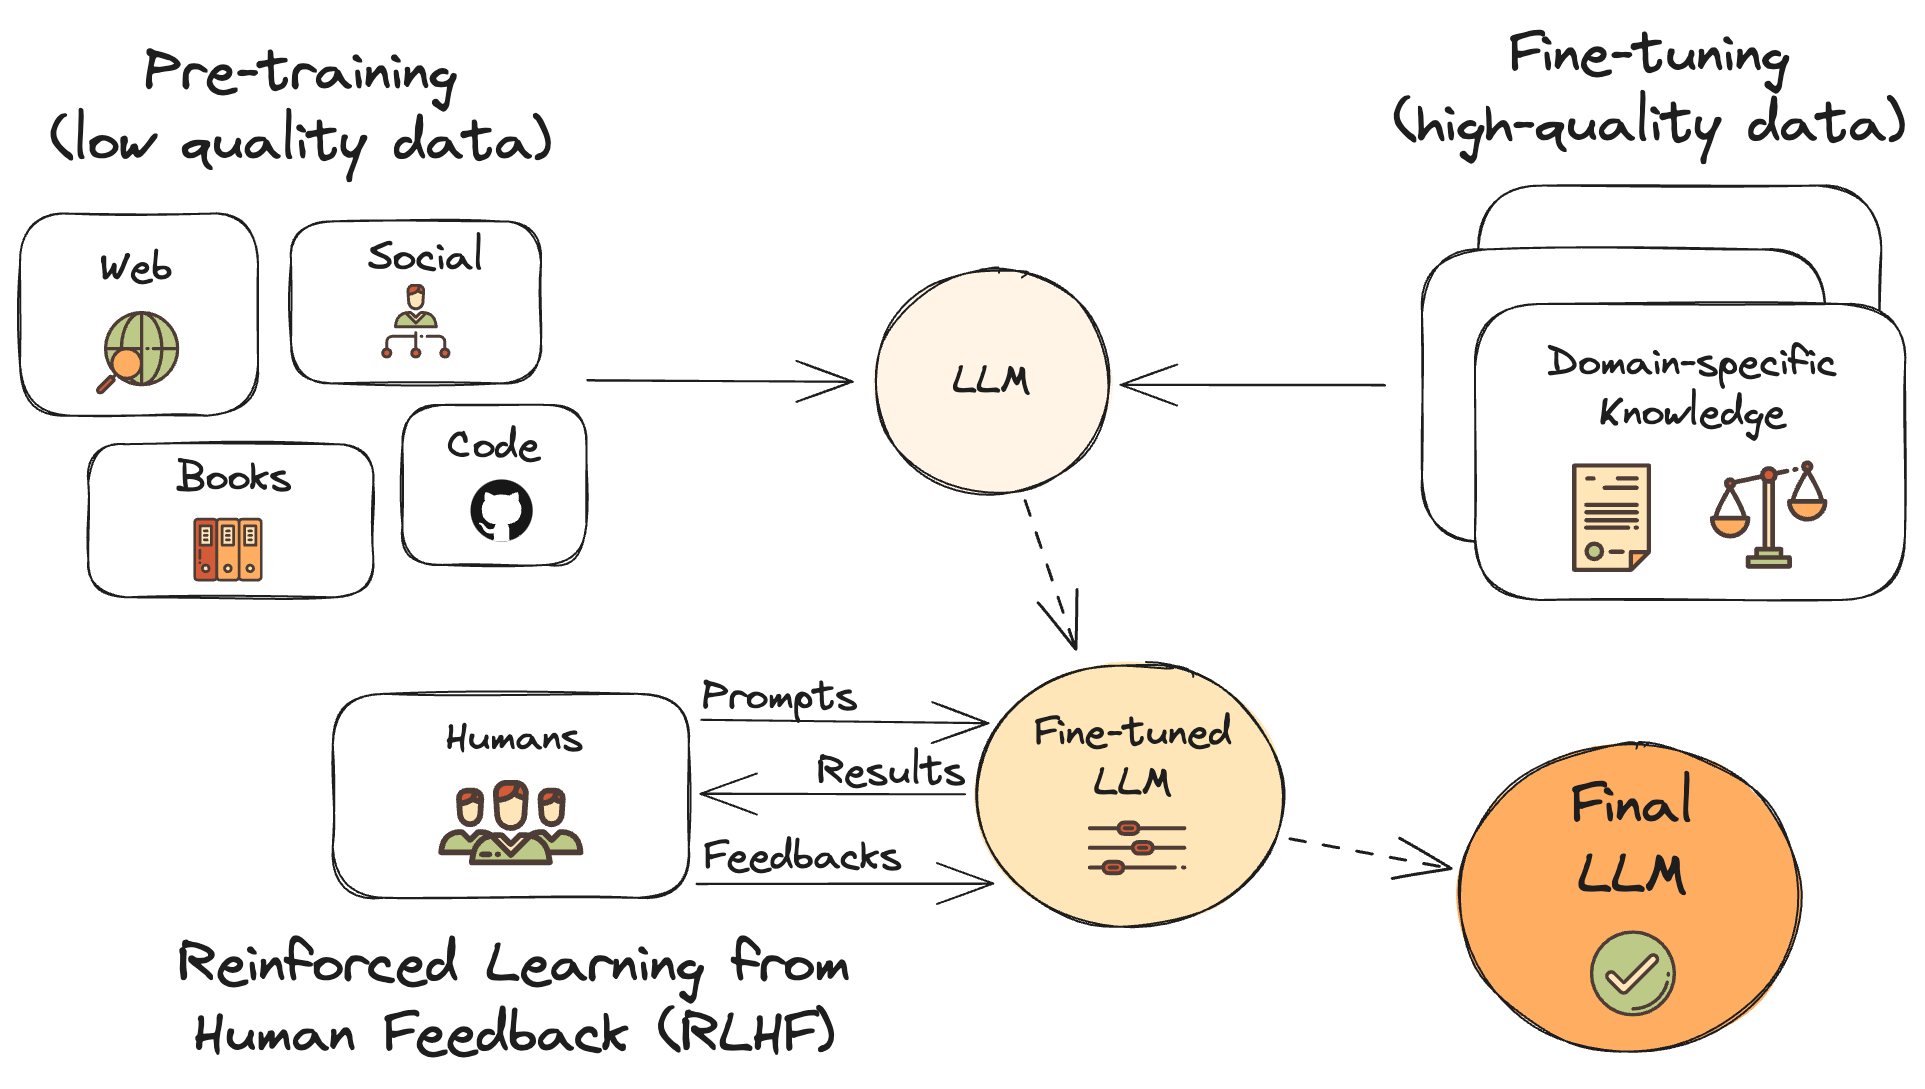 Pre-training
(low quality data)
Fine-tuning
(high-quality data)
Web
Social
Books
Code
LLM
Domain-specific
Knowledge
Humans
Prompts
Results
Feedbacks
Fine-tuned
LLM
Final
LLM
Reinforced Learning from
Human Feedback (RLHF)